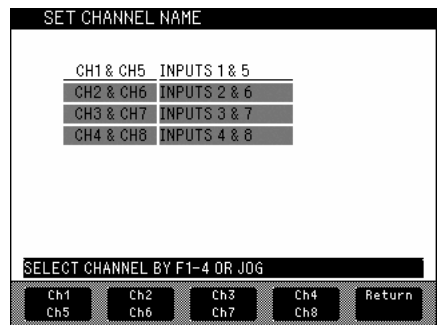 SET CHANNEL NAME
CH1 & CH5 INPUTS 1 & 5
CH2 & CH6 INPUTS 2 & 6
CH3 & CH7 INPUTS 3 & 7
CH4 & CH8 INPUTS 4 & 8
SELECT CHANNEL BY F1-4 OR JOG
Ch1 Ch2 Ch3 Ch4 Return
Ch5 Ch6 Ch7 Ch8